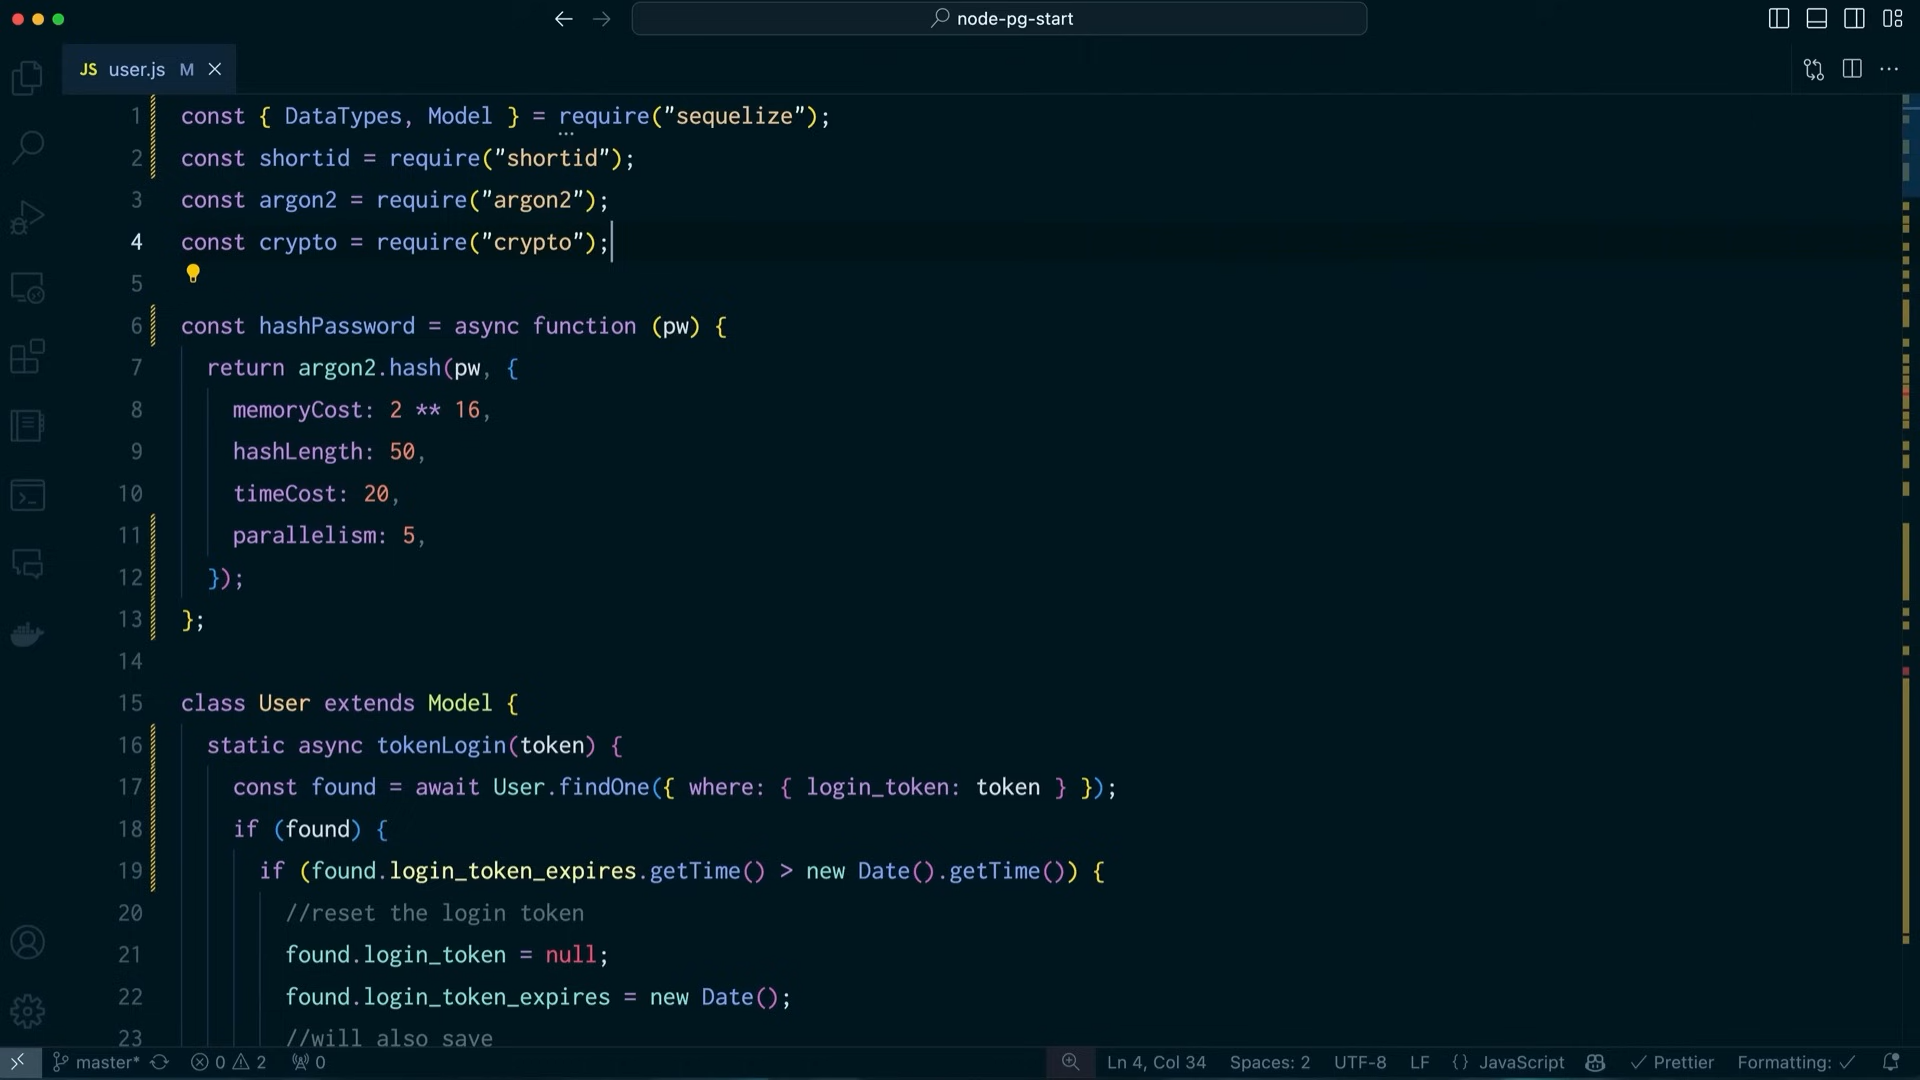 node-pg-start
JS user.js M
1 const { DataTypes, Model } = require("sequelize");
2 const shortid = require("shortid");
3 const argon2 = require("argon2");
4 const crypto = require("crypto");
5
6 const hashPassword = async function (pw) {
7 return argon2.hash(pw, {
8 memoryCost: 2 ** 16,
9 hashLength: 50,
10 timeCost: 20,
11 parallelism: 5,
12 });
13 };
14
15 class User extends Model {
16 static async tokenLogin(token) {
17 const found = await User.findOne({ where: { login_token: token } });
18 if (found) {
19 if (found.login_token_expires.getTime() > new Date().getTime()) {
20 //reset the login token
21 found.login_token = null;
22 found.login_token_expires = new Date();
23 //will also save
master* 0 2 0 Ln 4, Col 34 Spaces: 2 UTF-8 LF {} JavaScript Prettier Formatting: ✓